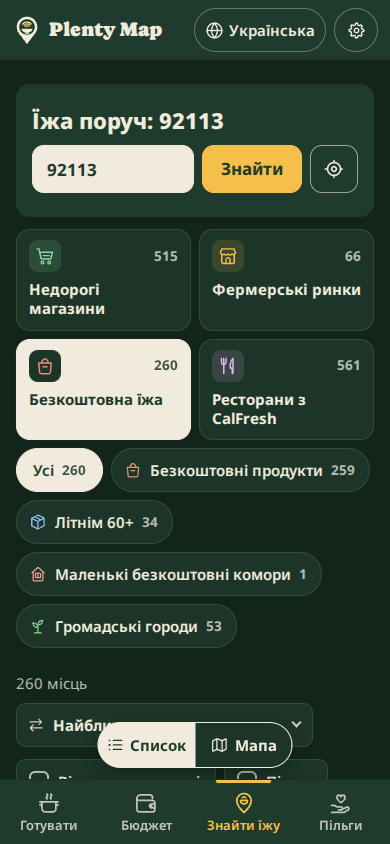 Plenty Map
Українська
Їжа поруч: 92113
92113
Знайти
515
Недорогі
магазини
66
Фермерські ринки
260
Безкоштовна їжа
561
Ресторани з
CalFresh
Усі 260
Безкоштовні продукти 259
Літнім 60+ 34
Маленькі безкоштовні комори 1
Громадські городи 53
260 місць
Список
Мапа
Готувати
Бюджет
Знайти їжу
Пільги